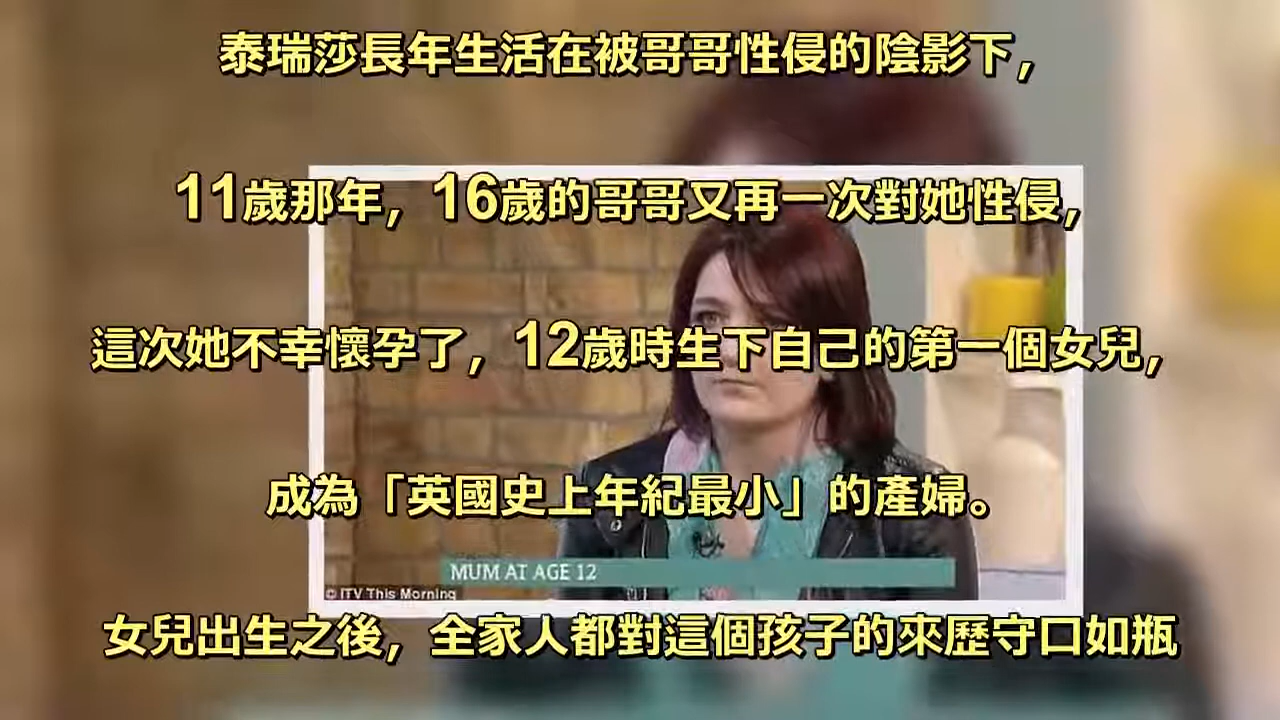 泰瑞莎長年生活在被哥哥性侵的陰影下，
11歲那年，16歲的哥哥又再一次對她性侵，
這次她不幸懷孕了，12歲時生下自己的第一個女兒，
成為「英國史上年紀最小」的產婦。
MUM AT AGE 12
© ITV This Morning
女兒出生之後，全家人都對這個孩子的來歷守口如瓶